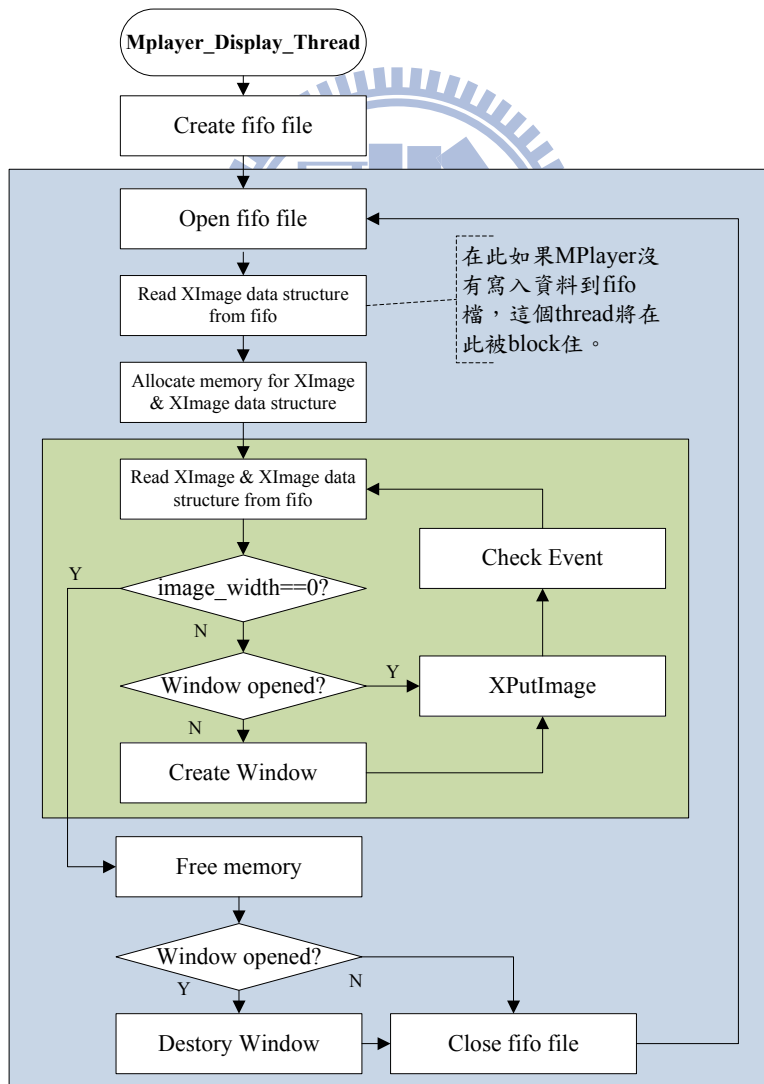 Mplayer_Display_Thread
Create fifo file
Open fifo file
在此如果MPlayer沒
有寫入資料到fifo
檔，這個thread將在
此被block住。
Read XImage data structure
from fifo
Allocate memory for XImage
& XImage data structure
Read XImage & XImage data
structure from fifo
Check Event
Y
image_width==0?
N
Window opened?
Y
XPutImage
N
Create Window
Free memory
Window opened?
N
Y
Destory Window
Close fifo file